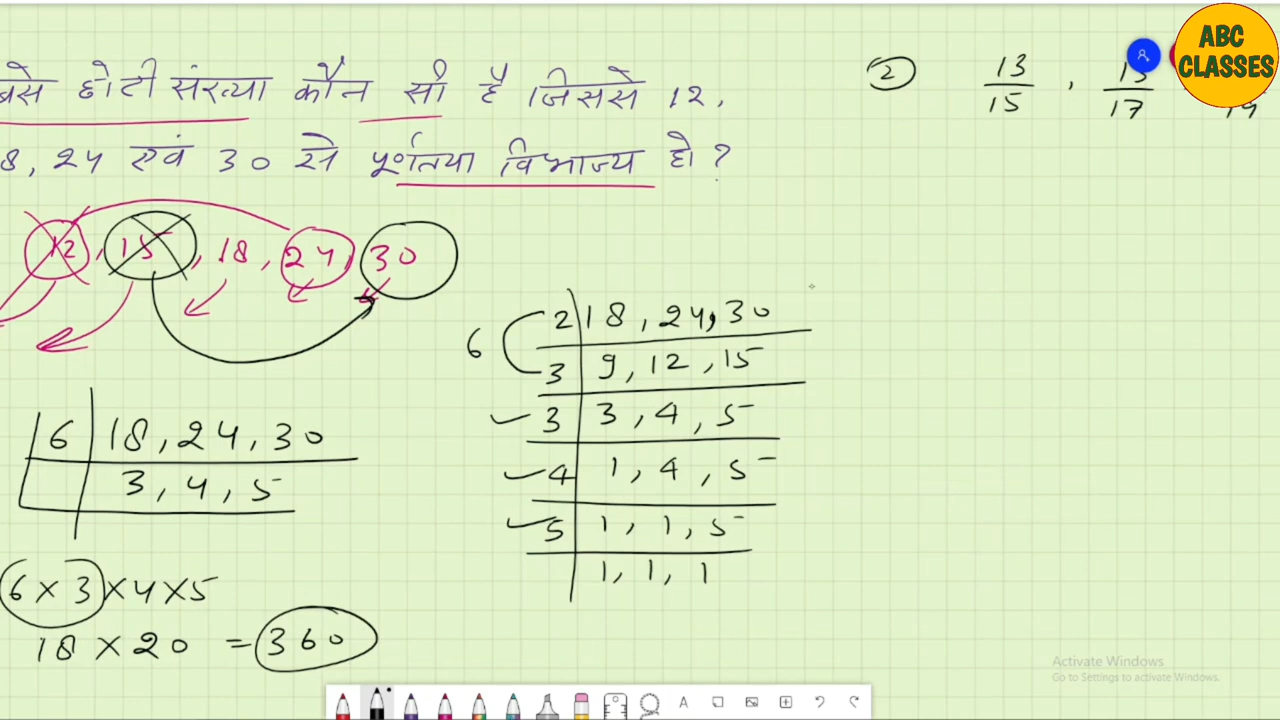 बसे छोटी संख्या कौन सी है जिससे 12,
8, 24 एवं 30 से पूर्णतया विभाज्य हो ?
12, 15, 18, 24, 30
6 18, 24, 30
3, 4, 5
6 × 3 × 4 × 5
18 × 20 = 360
6
2 18, 24, 30
3 9, 12, 15
3 3, 4, 5
4 1, 4, 5
5 1, 1, 5
1, 1, 1
② 13/15 , /17
ABC
CLASSES
A
Activate Windows
Go to Settings to activate Windows.